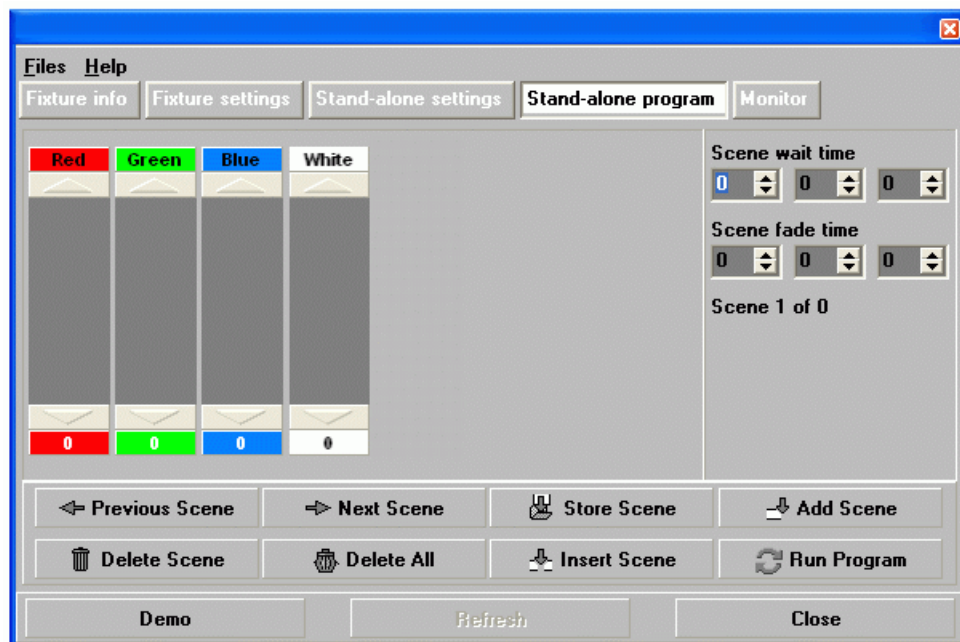 Files Help
Fixture info Fixture settings Stand-alone settings Stand-alone program Monitor
Red Green Blue White
0 0 0 0
Scene wait time
0 0 0
Scene fade time
0 0 0
Scene 1 of 0
Previous Scene Next Scene Store Scene Add Scene
Delete Scene Delete All Insert Scene Run Program
Demo Refresh Close